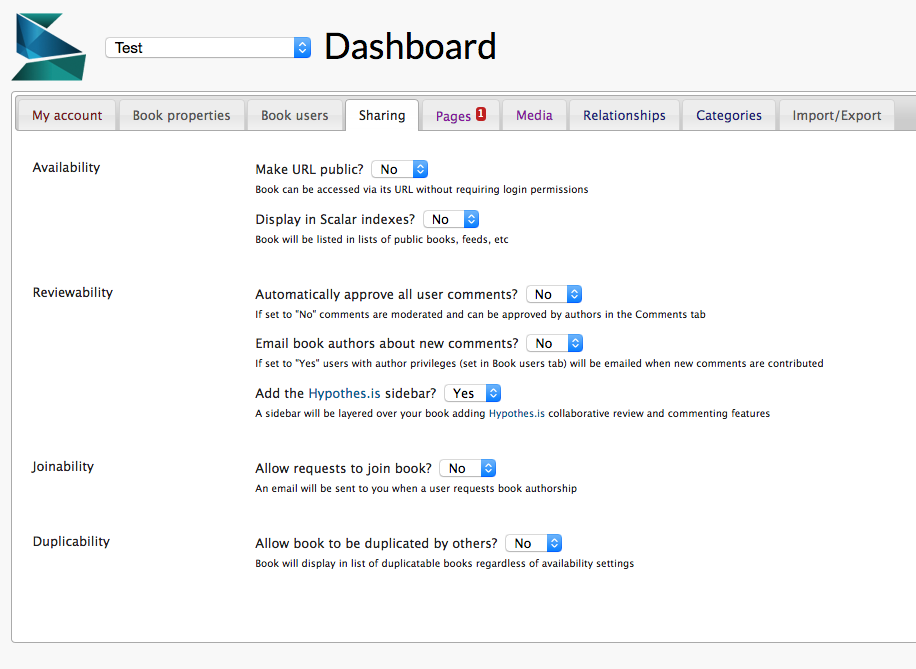 Test
Dashboard
My account
Book properties
Book users
Sharing
Pages 1
Media
Relationships
Categories
Import/Export
Availability
Make URL public? No
Book can be accessed via its URL without requiring login permissions
Display in Scalar indexes? No
Book will be listed in lists of public books, feeds, etc
Reviewability
Automatically approve all user comments? No
If set to "No" comments are moderated and can be approved by authors in the Comments tab
Email book authors about new comments? No
If set to "Yes" users with author privileges (set in Book users tab) will be emailed when new comments are contributed
Add the Hypothes.is sidebar? Yes
A sidebar will be layered over your book adding Hypothes.is collaborative review and commenting features
Joinability
Allow requests to join book? No
An email will be sent to you when a user requests book authorship
Duplicability
Allow book to be duplicated by others? No
Book will display in list of duplicatable books regardless of availability settings